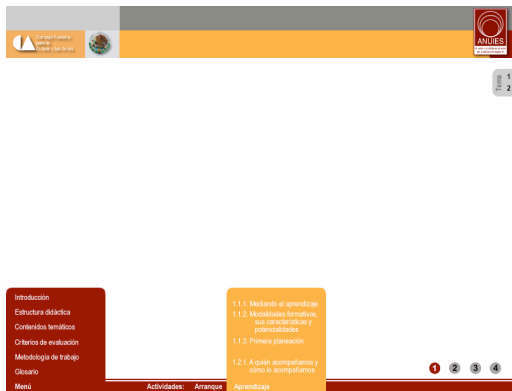 ANUIES
Tema 1
2
Introducción
Estructura didáctica
Contenidos temáticos
Criterios de evaluación
Metodología de trabajo
Glosario
Menú
Actividades: Arranque Aprendizaje
1.1.1. Mediando el aprendizaje
1.1.2. Modalidades formativas,
sus características y
potencialidades
1.1.3. Primera planeación
1.2.1. A quién acompañamos y
cómo lo acompañamos
1 2 3 4